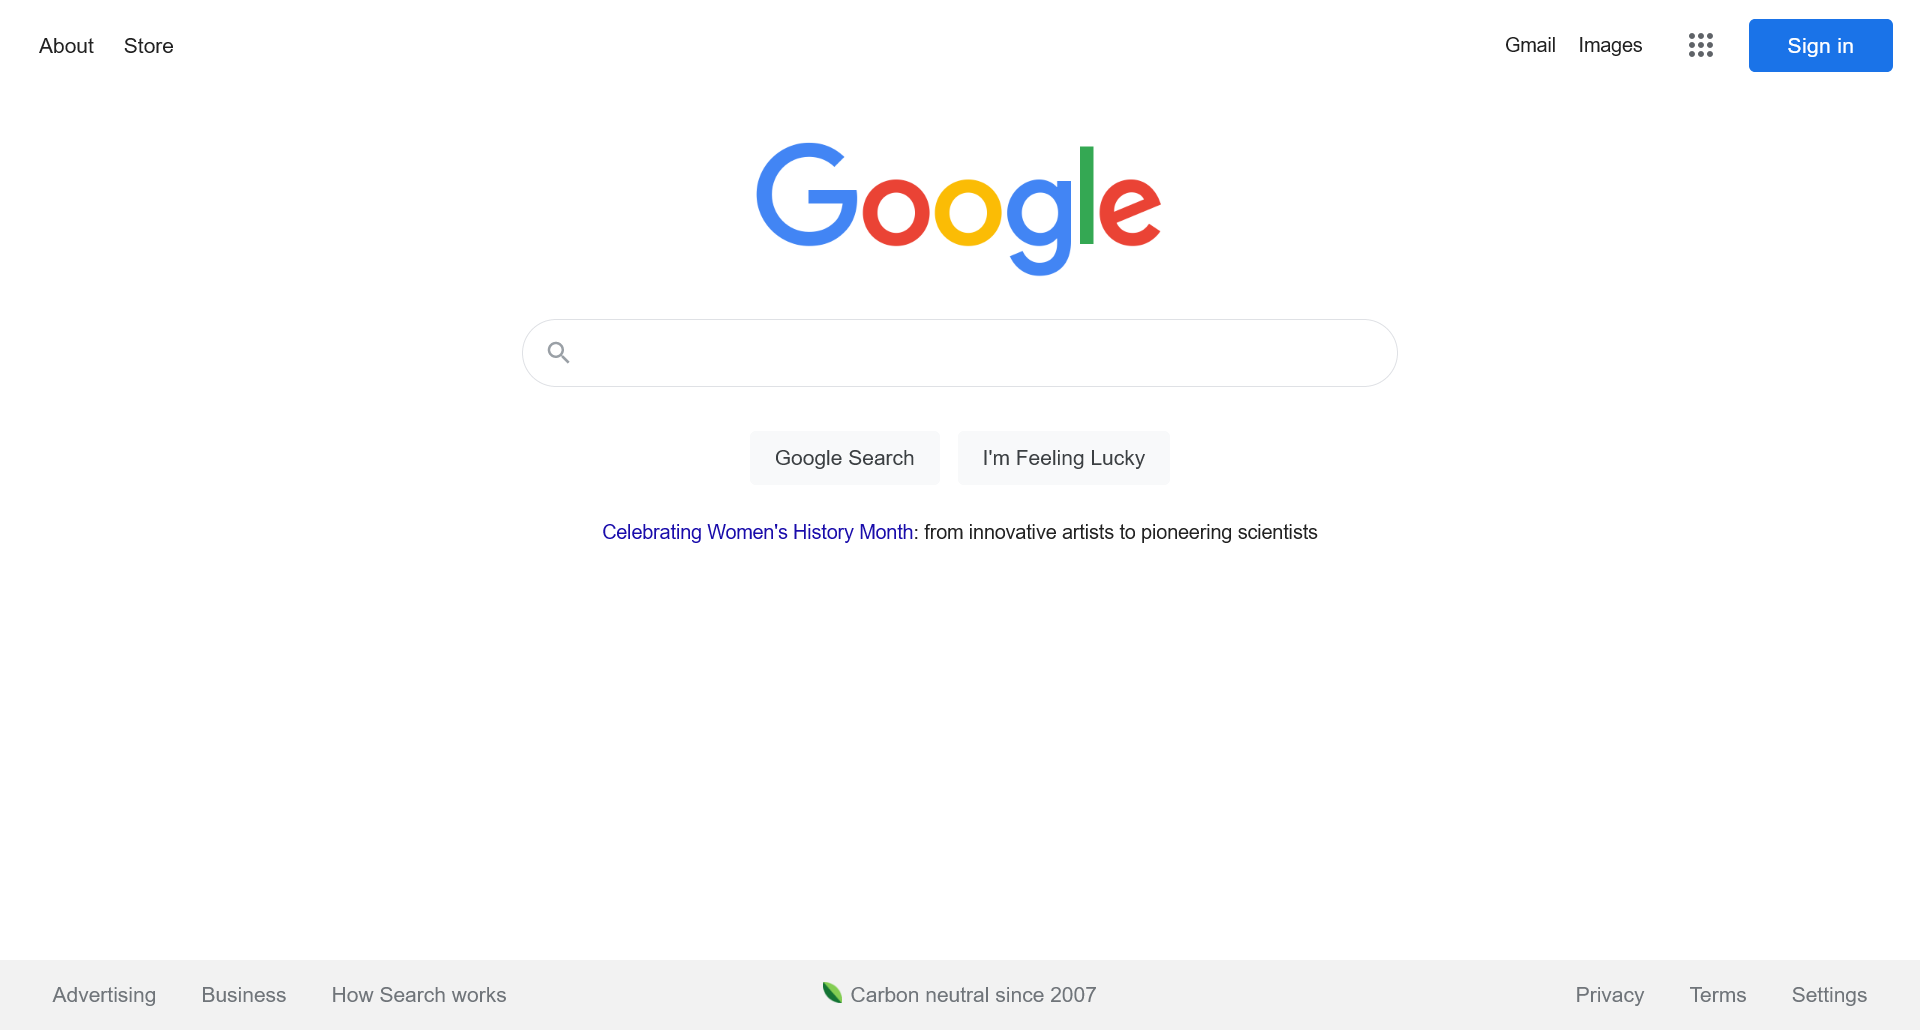 About Store Gmail Images Sign in
Google
Google Search I'm Feeling Lucky
Celebrating Women's History Month: from innovative artists to pioneering scientists
Advertising Business How Search works Carbon neutral since 2007 Privacy Terms Settings